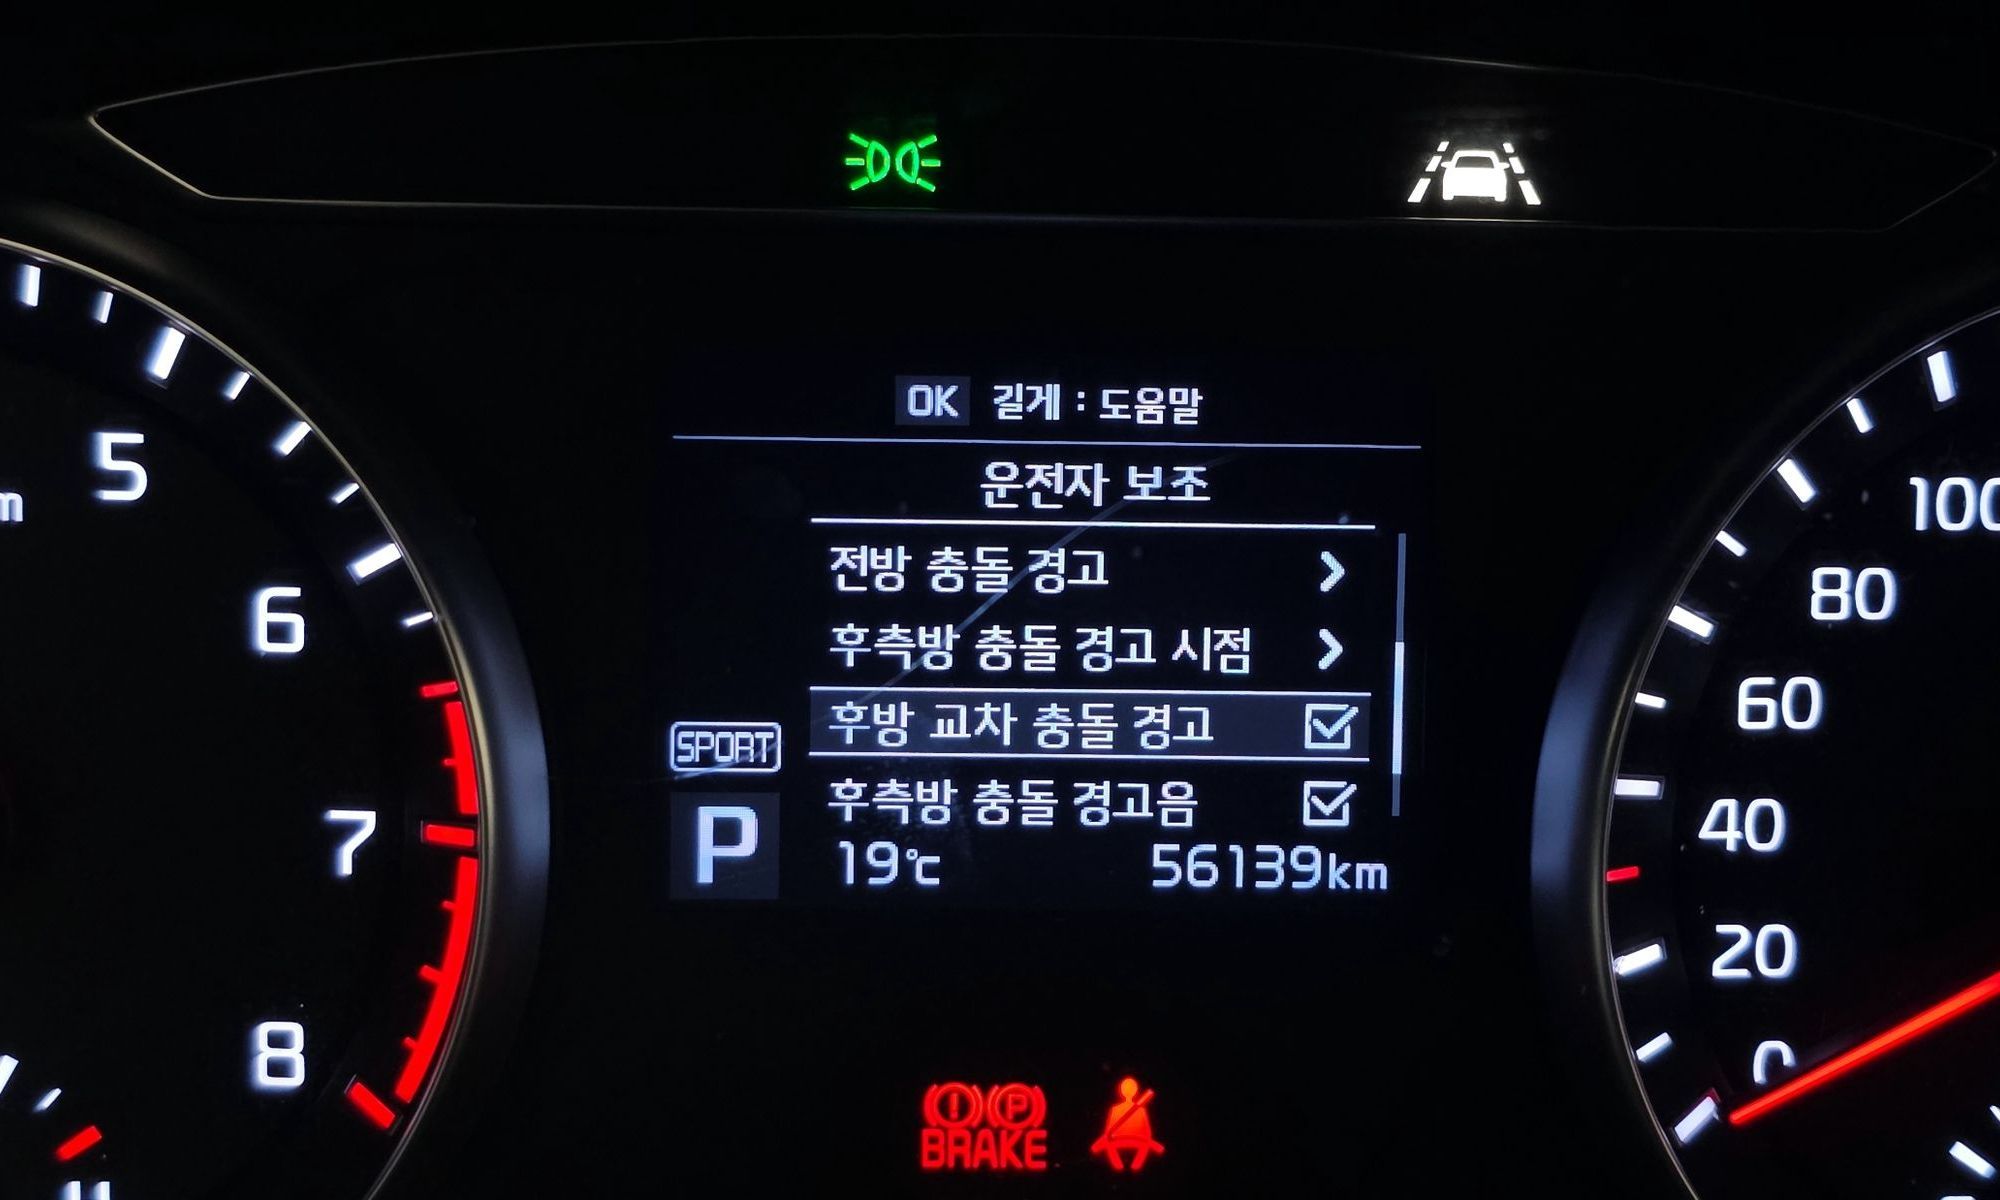 OK 길게 : 도움말
운전자 보조
전방 충돌 경고
후측방 충돌 경고 시점
후방 교차 충돌 경고
후측방 충돌 경고음
SPORT
P
19℃ 56139km
5
6
7
8
100
80
60
40
20
0
BRAKE